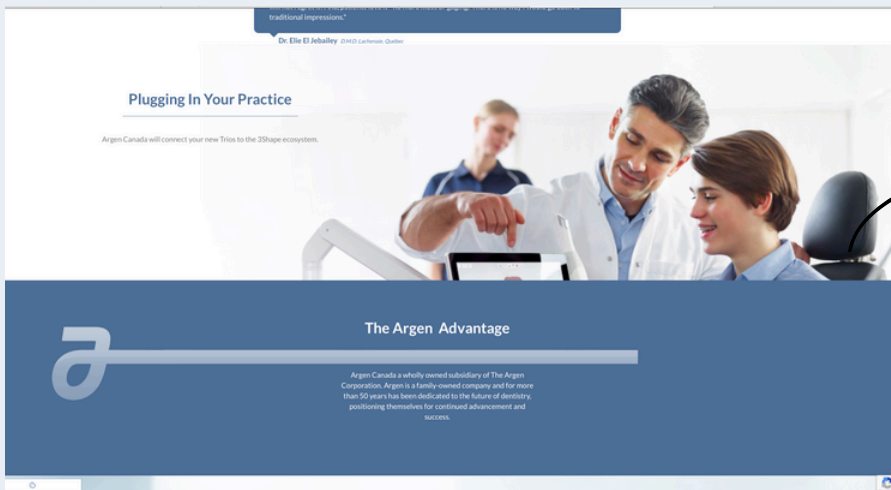 traditional impressions."
Dr. Elie El Jebailey D.M.D. Lachenaie, Quebec
Plugging In Your Practice
Argen Canada will connect your new Trios to the 3Shape ecosystem.
The Argen Advantage
Argen Canada a wholly owned subsidiary of The Argen
Corporation. Argen is a family-owned company and for more
than 50 years has been dedicated to the future of dentistry,
positioning themselves for continued advancement and
success.